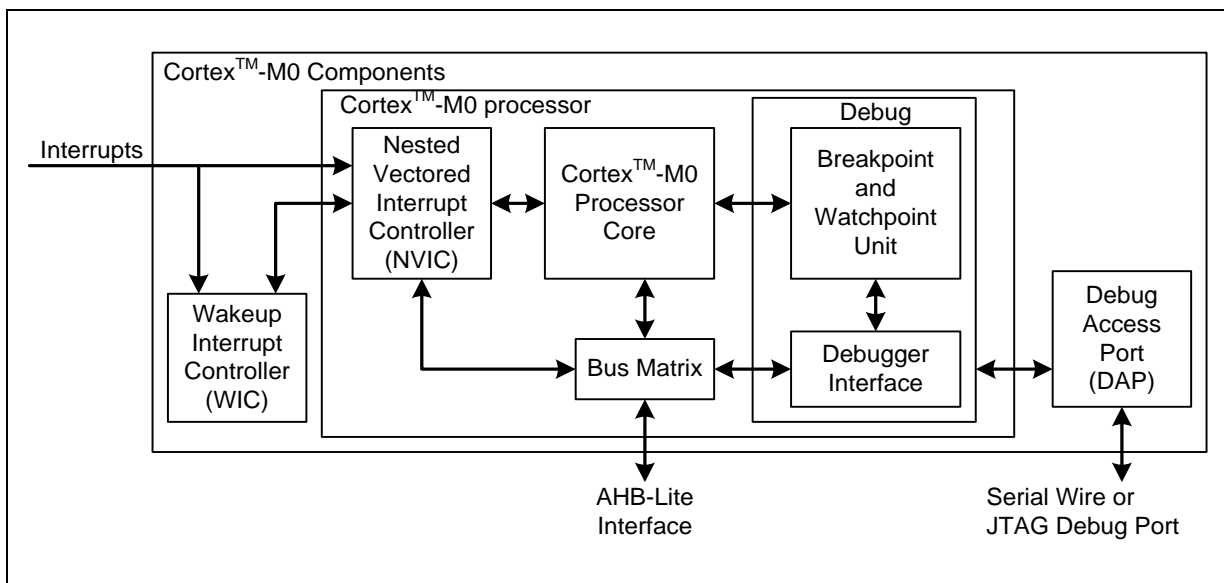 Cortex™-M0 Components
Cortex™-M0 processor
Debug
Interrupts
Nested
Vectored
Interrupt
Controller
(NVIC)
Cortex™-M0
Processor
Core
Breakpoint
and
Watchpoint
Unit
Wakeup
Interrupt
Controller
(WIC)
Bus Matrix
Debugger
Interface
Debug
Access
Port
(DAP)
AHB-Lite
Interface
Serial Wire or
JTAG Debug Port